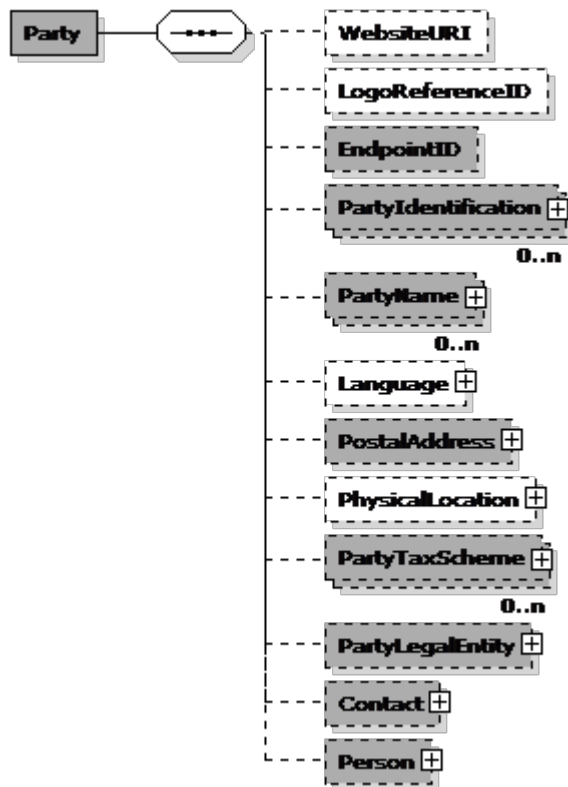 Party
WebsiteURI
LogoReferenceID
EndpointID
PartyIdentification
0..n
PartyName
0..n
Language
PostalAddress
PhysicalLocation
PartyTaxScheme
0..n
PartyLegalEntity
Contact
Person